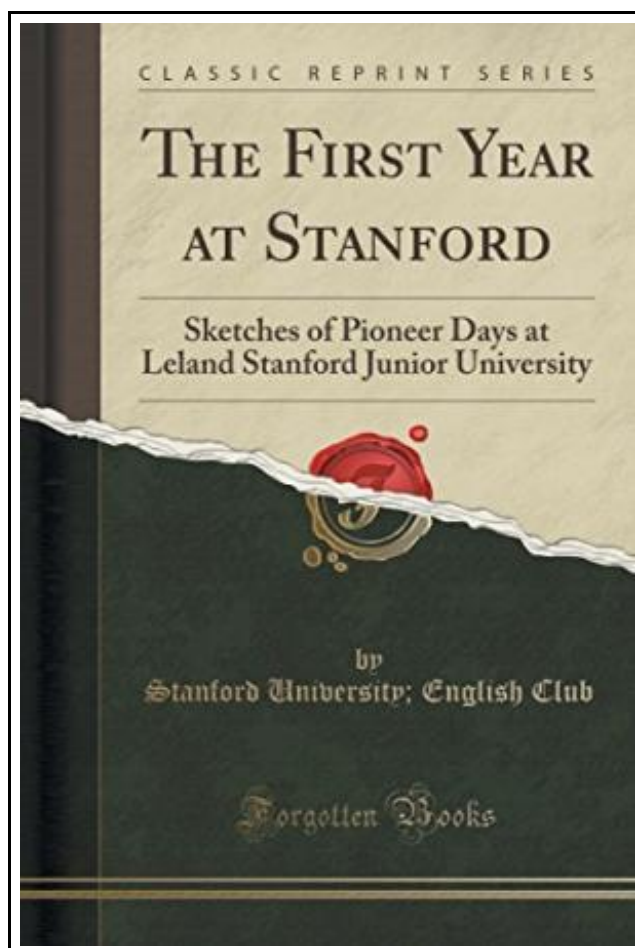 CLASSIC REPRINT SERIES
THE FIRST YEAR
AT STANFORD
Sketches of Pioneer Days at
Leland Stanford Junior University
by
Stanford University; English Club
Forgotten Books